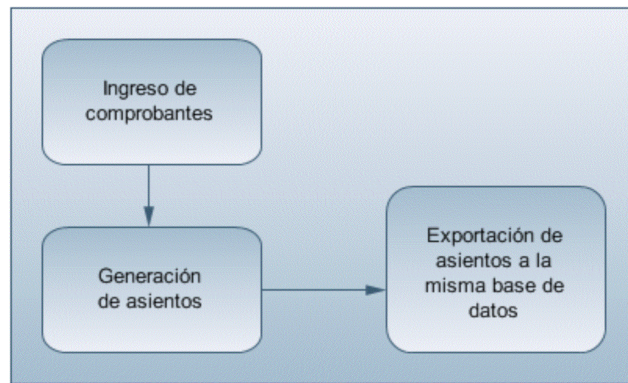 Ingreso de
comprobantes
Generación
de asientos
Exportación de
asientos a la
misma base de
datos